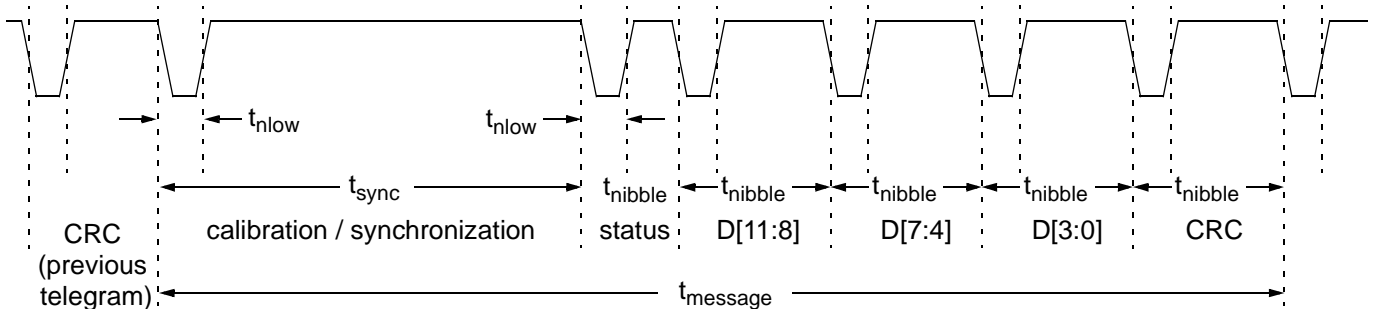 t_nlow t_nlow
t_sync t_nibble t_nibble t_nibble t_nibble t_nibble
calibration / synchronization status D[11:8] D[7:4] D[3:0] CRC
CRC
(previous
telegram)
t_message